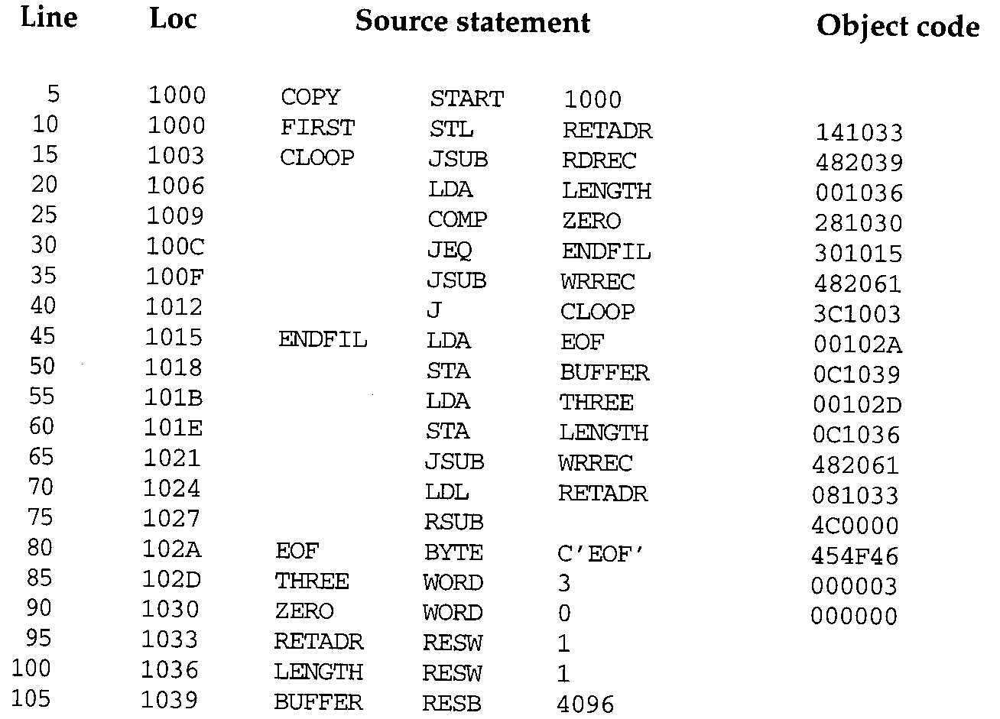 Line Loc Source statement Object code
5 1000 COPY START 1000
10 1000 FIRST STL RETADR 141033
15 1003 CLOOP JSUB RDREC 482039
20 1006 LDA LENGTH 001036
25 1009 COMP ZERO 281030
30 100C JEQ ENDFIL 301015
35 100F JSUB WRREC 482061
40 1012 J CLOOP 3C1003
45 1015 ENDFIL LDA EOF 00102A
50 1018 STA BUFFER 0C1039
55 101B LDA THREE 00102D
60 101E STA LENGTH 0C1036
65 1021 JSUB WRREC 482061
70 1024 LDL RETADR 081033
75 1027 RSUB 4C0000
80 102A EOF BYTE C'EOF' 454F46
85 102D THREE WORD 3 000003
90 1030 ZERO WORD 0 000000
95 1033 RETADR RESW 1
100 1036 LENGTH RESW 1
105 1039 BUFFER RESB 4096